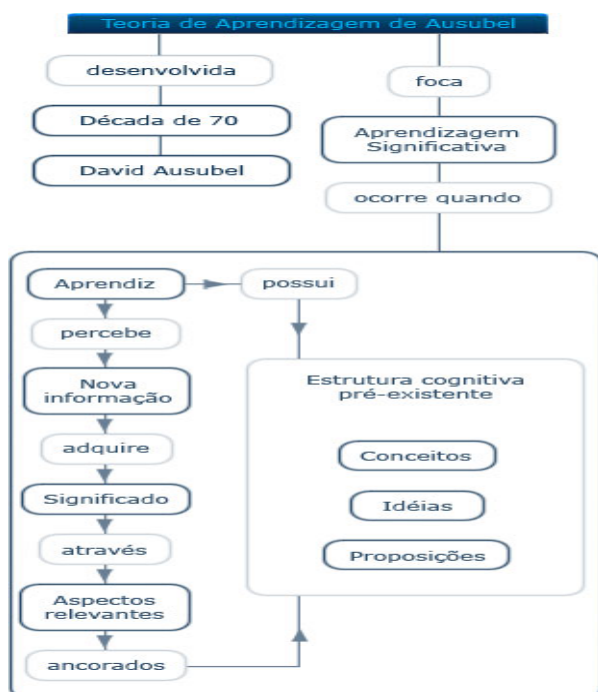 Teoria de Aprendizagem de Ausubel
desenvolvida
Década de 70
David Ausubel
foca
Aprendizagem
Significativa
ocorre quando
Aprendiz
possui
percebe
Nova
informação
adquire
Significado
através
Aspectos
relevantes
ancorados
Estrutura cognitiva
pré-existente
Conceitos
Idéias
Proposições